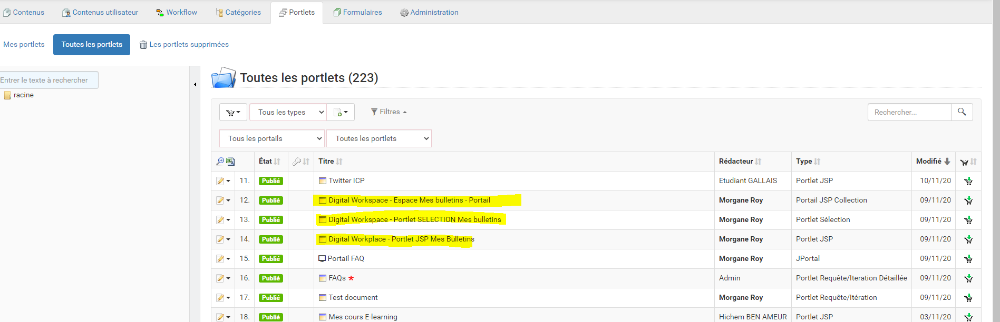 Contenus Contenus utilisateur Workflow Catégories Portlets Formulaires Administration
Mes portlets Toutes les portlets Les portlets supprimées
Entrer le texte à rechercher
racine
Toutes les portlets (223)
Tous les types Filtres Rechercher...
Tous les portails Toutes les portlets
État Titre Rédacteur Type Modifié
11. Publié Twitter ICP Etudiant GALLAIS Portlet JSP 10/11/20
12. Publié Digital Workspace - Espace Mes bulletins - Portail Morgane Roy Portail JSP Collection 09/11/20
13. Publié Digital Workspace - Portlet SELECTION Mes bulletins Morgane Roy Portlet Sélection 09/11/20
14. Publié Digital Workplace - Portlet JSP Mes Bulletins Morgane Roy Portlet JSP 09/11/20
15. Publié Portail FAQ Morgane Roy JPortal 09/11/20
16. Publié FAQs * Admin Portlet Requête/Iteration Détaillée 09/11/20
17. Publié Test document Morgane Roy Portlet Requête/Itération 09/11/20
18. Publié Mes cours E-learning Hichem BEN AMEUR Portlet JSP 03/11/20